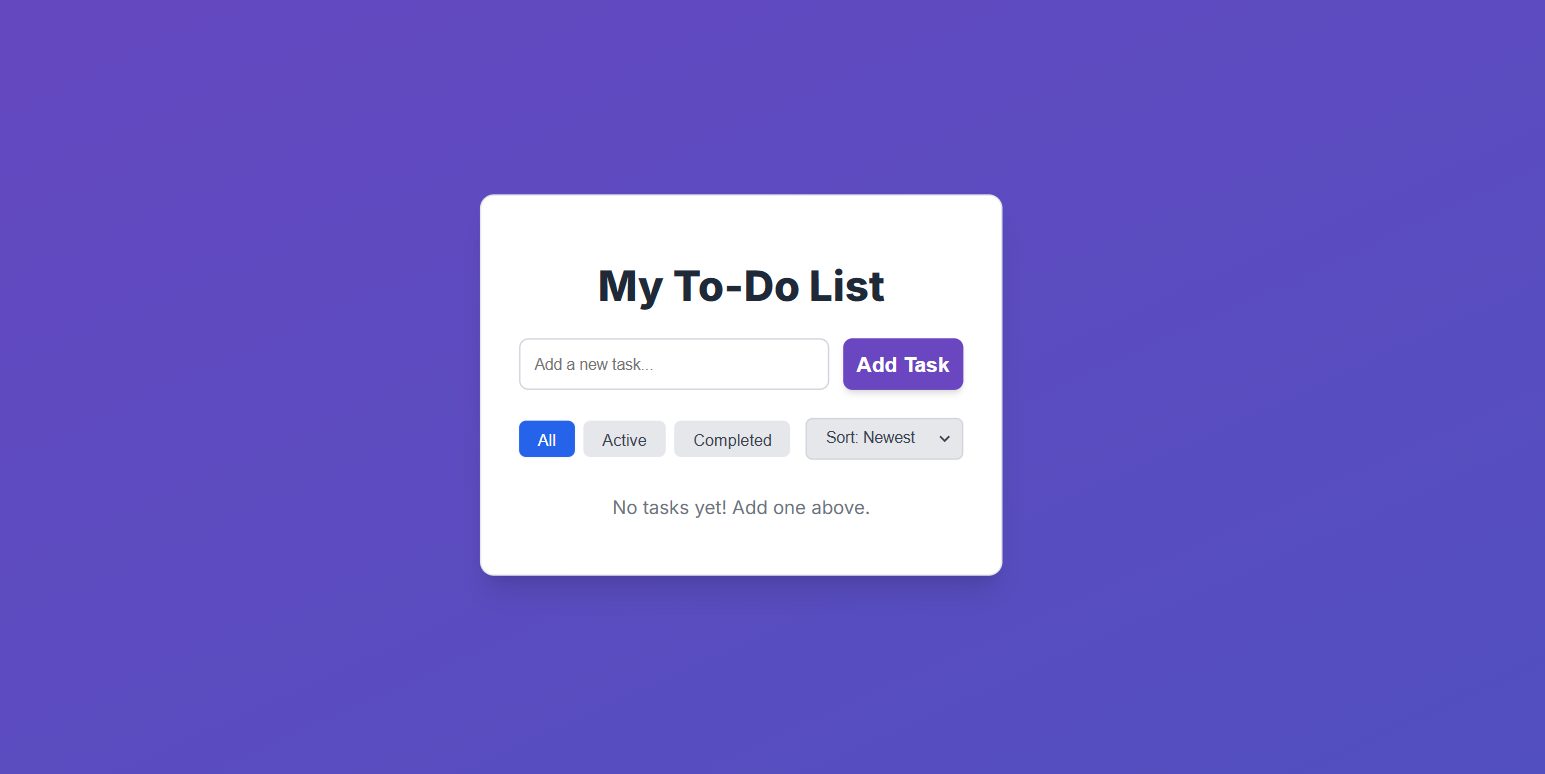 My To-Do List
Add a new task...
Add Task
All
Active
Completed
Sort: Newest
No tasks yet! Add one above.